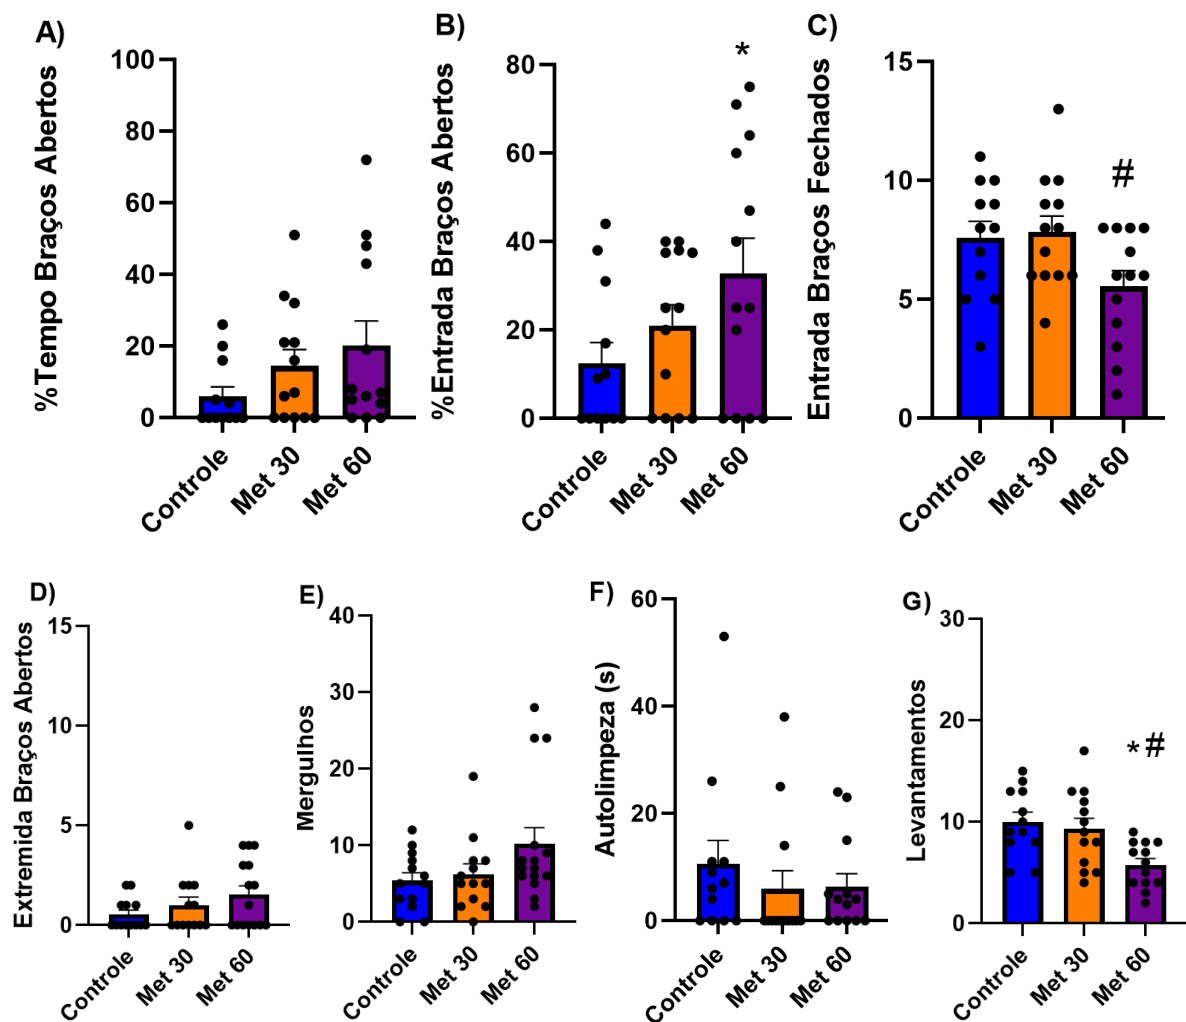 A)
%Tempo Braços Abertos
100
80
60
40
20
0
Controle
Met 30
Met 60
B)
%Entrada Braços Abertos
80
60
40
20
0
*
Controle
Met 30
Met 60
C)
Entrada Braços Fechados
15
10
5
0
#
Controle
Met 30
Met 60
D)
Extremida Braços Abertos
15
10
5
0
Controle
Met 30
Met 60
E)
Mergulhos
40
30
20
10
0
Controle
Met 30
Met 60
F)
Autolimpeza (s)
60
40
20
0
Controle
Met 30
Met 60
G)
Levantamentos
30
20
10
0
* #
Controle
Met 30
Met 60